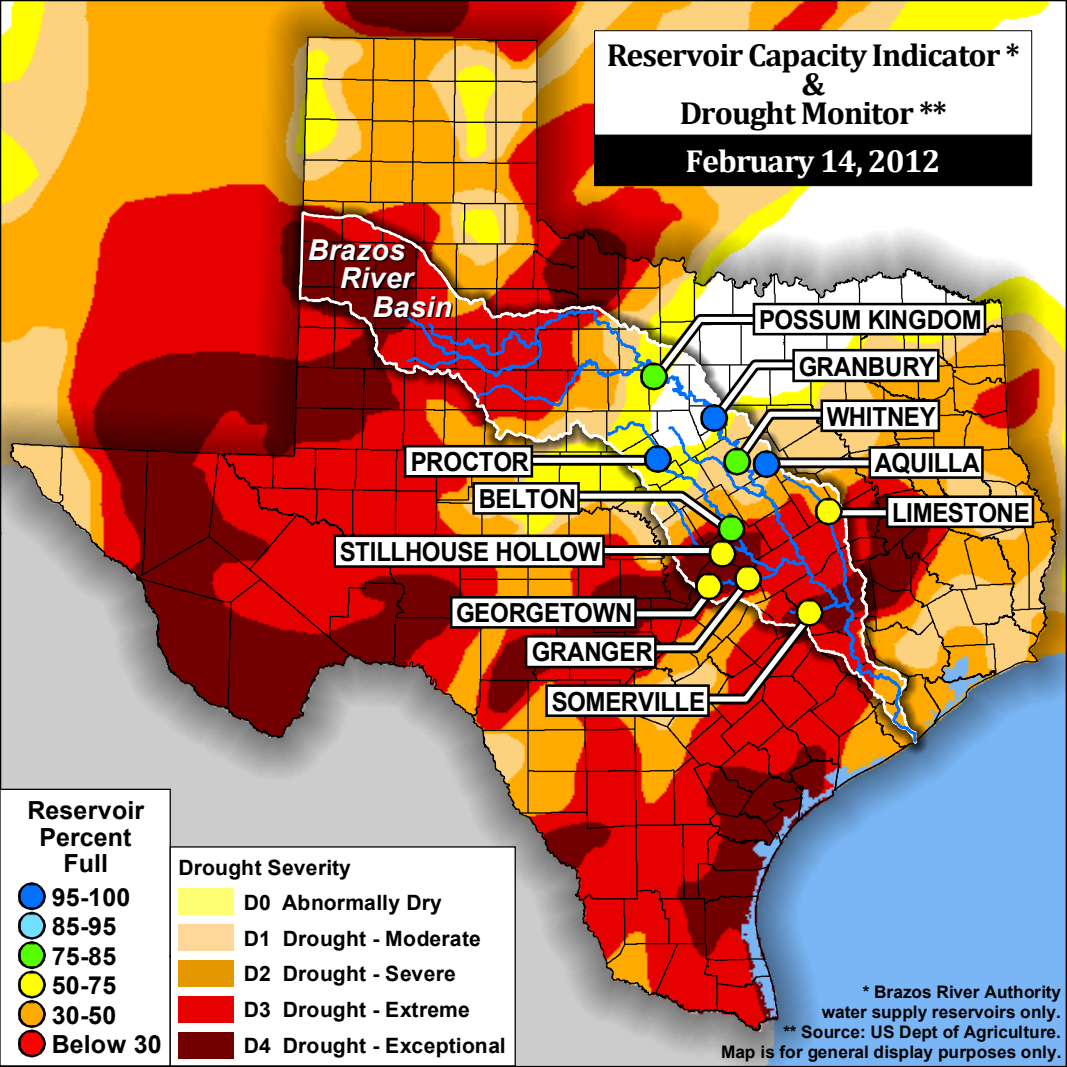 Reservoir Capacity Indicator *
&
Drought Monitor **
February 14, 2012
Brazos
River
Basin
POSSUM KINGDOM
GRANBURY
WHITNEY
PROCTOR
AQUILLA
BELTON
LIMESTONE
STILLHOUSE HOLLOW
GEORGETOWN
GRANGER
SOMERVILLE
Reservoir
Percent
Full
95-100
85-95
75-85
50-75
30-50
Below 30
Drought Severity
D0 Abnormally Dry
D1 Drought - Moderate
D2 Drought - Severe
D3 Drought - Extreme
D4 Drought - Exceptional
* Brazos River Authority
water supply reservoirs only.
** Source: US Dept of Agriculture.
Map is for general display purposes only.